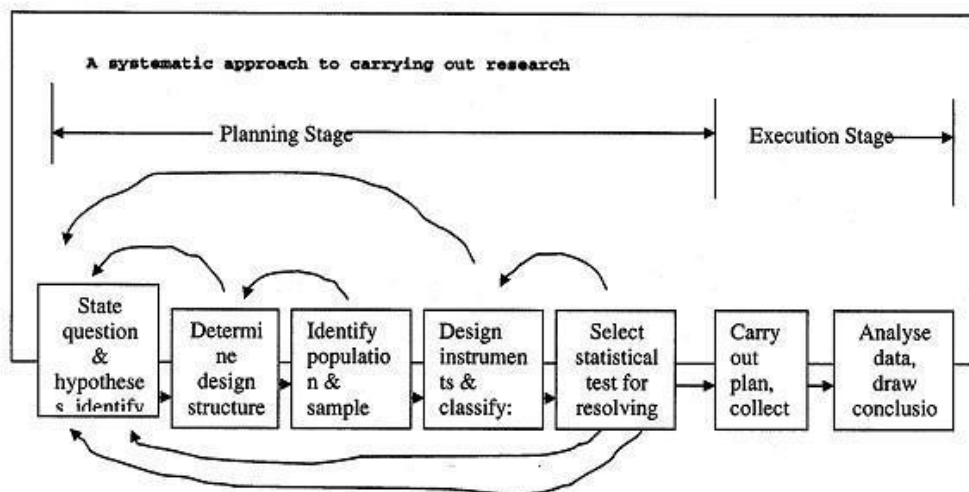 A systematic approach to carrying out research
Planning Stage
Execution Stage
State
question
&
hypothese
s, identify
Determi
ne
design
structure
Identify
populatio
n &
sample
Design
instrumen
ts &
classify:
Select
statistical
test for
resolving
Carry
out
plan,
collect
Analyse
data,
draw
conclusio